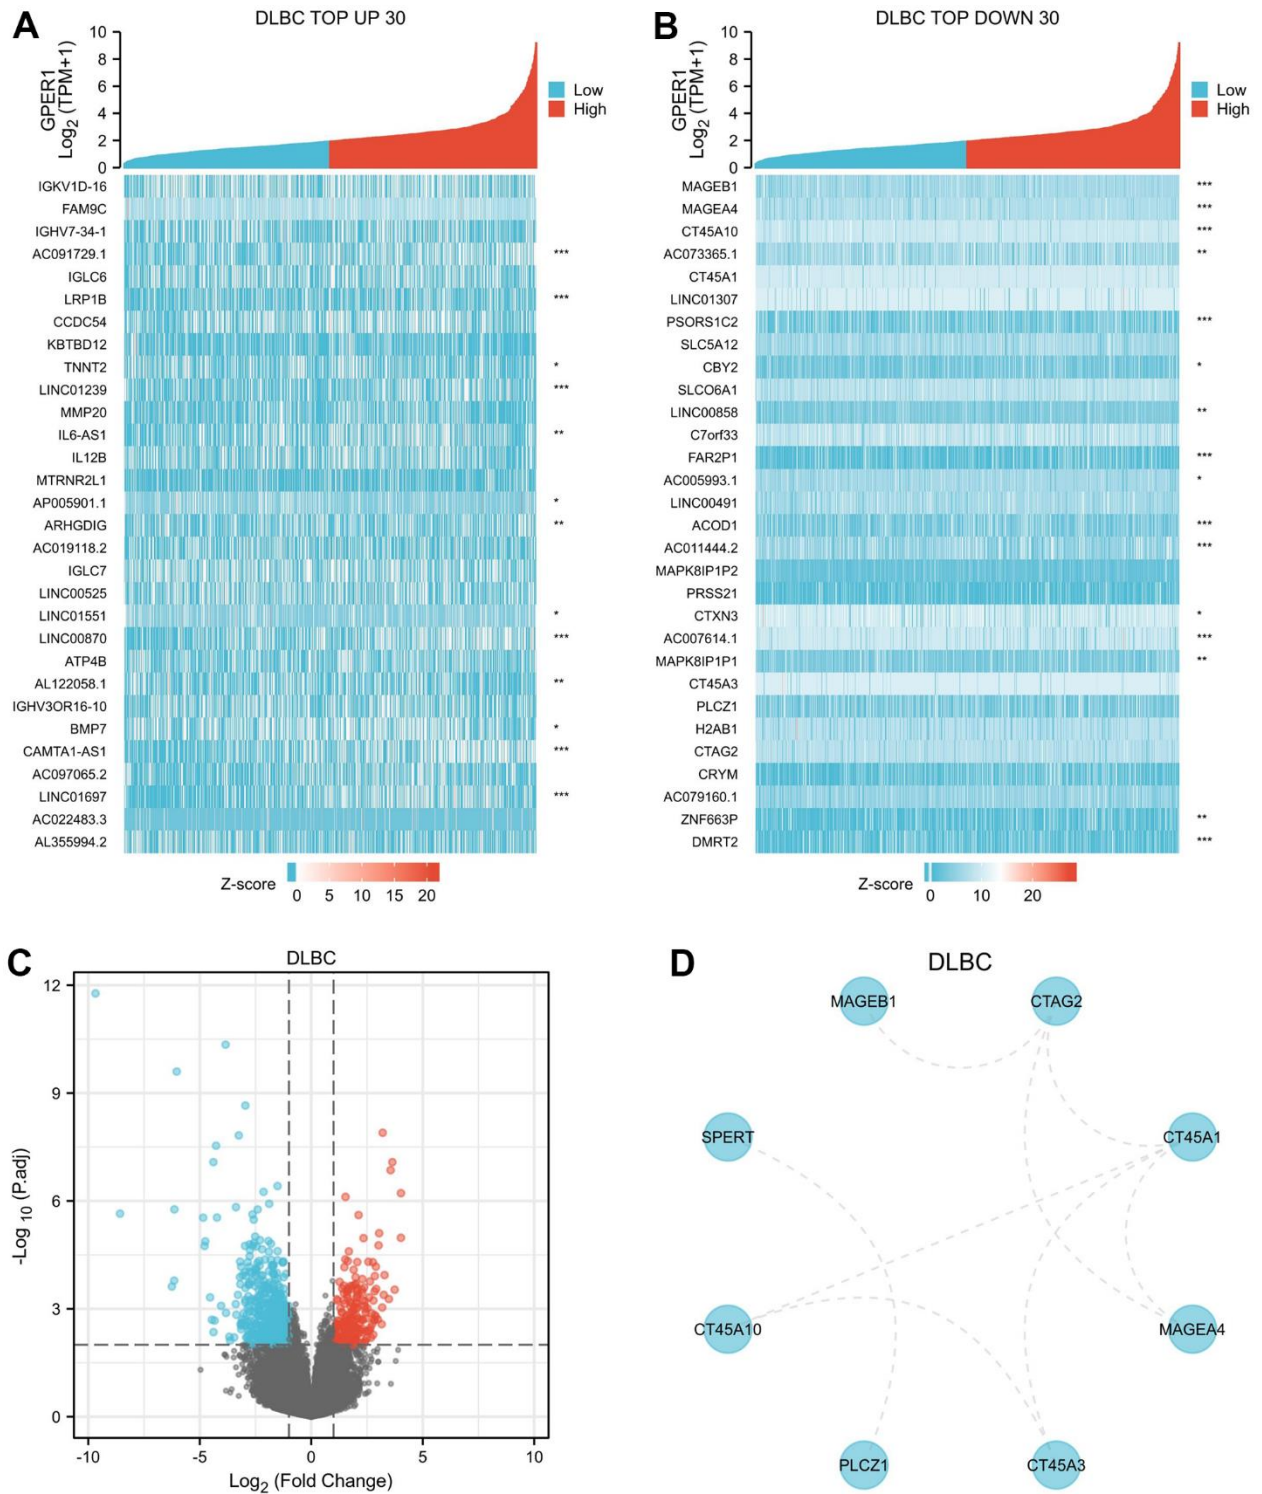 A
DLBC TOP UP 30
GPER1
Log2 (TPM+1)
10
8
6
4
2
0
Low
High
IGKV1D-16
FAM9C
IGHV7-34-1
AC091729.1 ***
IGLC6
LRP1B ***
CCDC54
KBTBD12
TNNT2 *
LINC01239 ***
MMP20
IL6-AS1 **
IL12B
MTRNR2L1
AP005901.1 *
ARHGDIG **
AC019118.2
IGLC7
LINC00525
LINC01551 *
LINC00870 ***
ATP4B
AL122058.1 **
IGHV3OR16-10
BMP7 *
CAMTA1-AS1 ***
AC097065.2
LINC01697 ***
AC022483.3
AL355994.2
Z-score
0 5 10 15 20
B
DLBC TOP DOWN 30
GPER1
Log2 (TPM+1)
10
8
6
4
2
0
Low
High
MAGEB1 ***
MAGEA4 ***
CT45A10 ***
AC073365.1 **
CT45A1
LINC01307
PSORS1C2 ***
SLC5A12
CBY2 *
SLCO6A1
LINC00858 **
C7orf33
FAR2P1 ***
AC005993.1 *
LINC00491
ACOD1 ***
AC011444.2 ***
MAPK8IP1P2
PRSS21
CTXN3 *
AC007614.1 ***
MAPK8IP1P1 **
CT45A3
PLCZ1
H2AB1
CTAG2
CRYM
AC079160.1
ZNF663P **
DMRT2 ***
Z-score
0 10 20
C
DLBC
-Log 10 (P.adj)
12
9
6
3
0
-10 -5 0 5 10
Log2 (Fold Change)
D
DLBC
MAGEB1 CTAG2
SPERT CT45A1
CT45A10 MAGEA4
PLCZ1 CT45A3